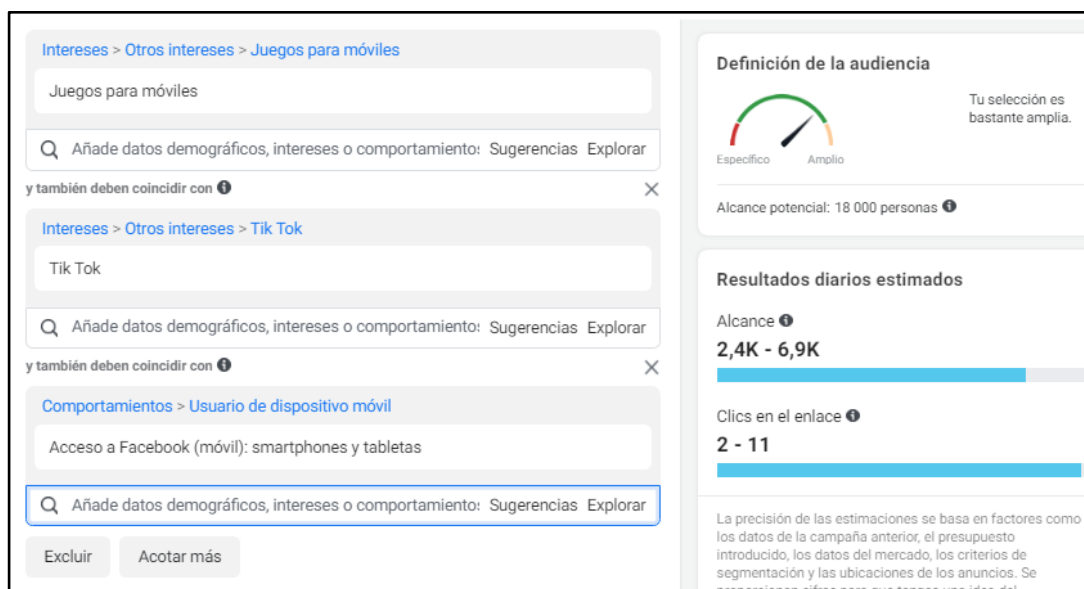 Intereses > Otros intereses > Juegos para móviles
Juegos para móviles
Añade datos demográficos, intereses o comportamiento: Sugerencias Explorar
y también deben coincidir con
Intereses > Otros intereses > Tik Tok
Tik Tok
Añade datos demográficos, intereses o comportamiento: Sugerencias Explorar
y también deben coincidir con
Comportamientos > Usuario de dispositivo móvil
Acceso a Facebook (móvil): smartphones y tabletas
Añade datos demográficos, intereses o comportamiento: Sugerencias Explorar
Excluir Acotar más
Definición de la audiencia
Tu selección es
bastante amplia.
Específico Amplio
Alcance potencial: 18 000 personas
Resultados diarios estimados
Alcance
2,4K - 6,9K
Clics en el enlace
2 - 11
La precisión de las estimaciones se basa en factores como
los datos de la campaña anterior, el presupuesto
introducido, los datos del mercado, los criterios de
segmentación y las ubicaciones de los anuncios. Se